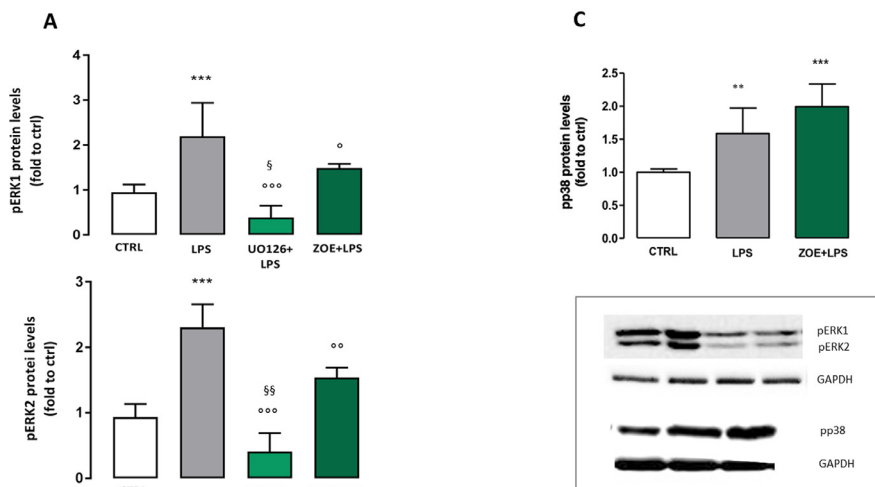 A
pERK1 protein levels
(fold to ctrl)
4
3
2
1
0
***
§
°°°
°
CTRL
LPS
UO126+
LPS
ZOE+LPS
pERK2 protei levels
(fold to ctrl)
3
2
1
0
***
§§
°°°
°°
C
pp38 protein levels
(fold to ctrl)
2.5
2.0
1.5
1.0
0.5
0.0
**
***
CTRL
LPS
ZOE+LPS
pERK1
pERK2
GAPDH
pp38
GAPDH